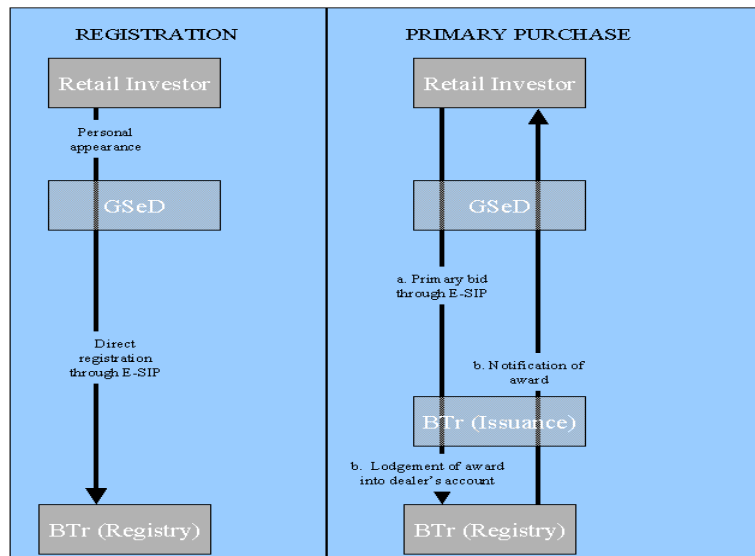 REGISTRATION
Retail Investor
Personal
appearance
GSeD
Direct
registration
through E-SIP
BTr (Registry)
PRIMARY PURCHASE
Retail Investor
GSeD
a. Primary bid
through E-SIP
b. Notification of
award
BTr (Issuance)
b. Lodgement of award
into dealer's account
BTr (Registry)